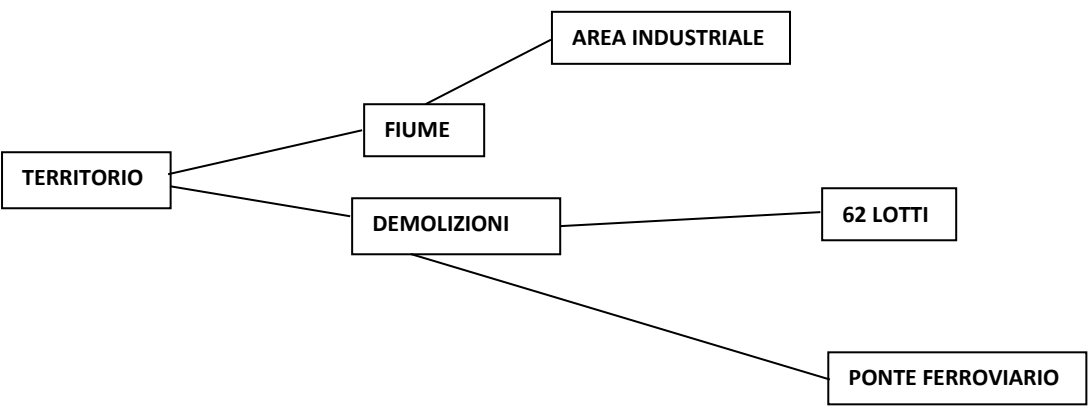 AREA INDUSTRIALE
FIUME
TERRITORIO
DEMOLIZIONI
62 LOTTI
PONTE FERROVIARIO